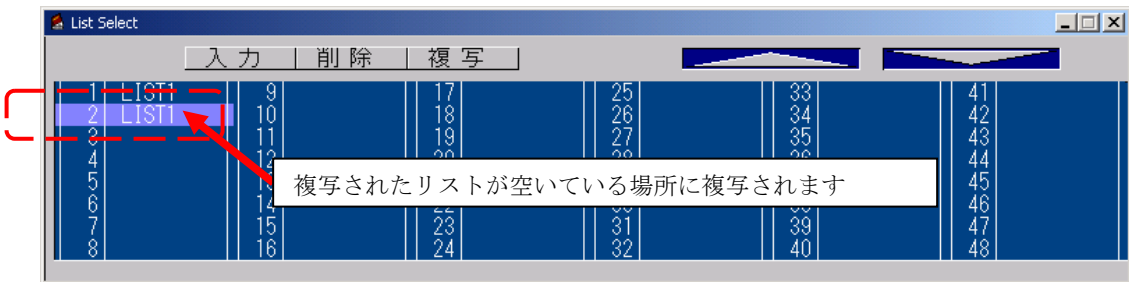 List Select
入力 削除 複写
1 LIST1 9 17 25 33 41
2 LIST1 10 18 26 34 42
3 11 19 27 35 43
4 44
5 45
6 46
7 15 23 31 39 47
8 16 24 32 40 48
複写されたリストが空いている場所に複写されます